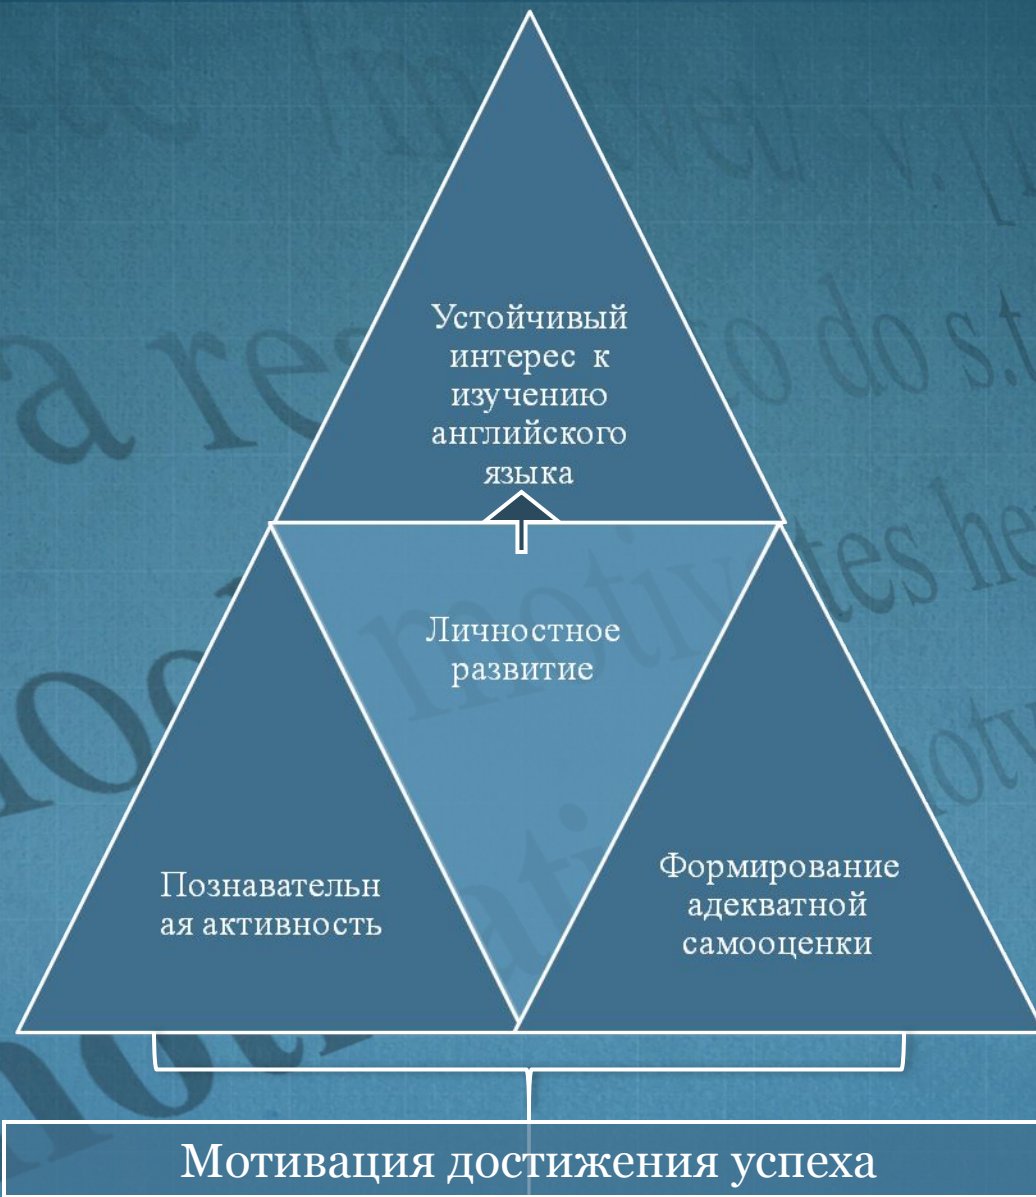 Устойчивый
интерес к
изучению
английского
языка
Личностное
развитие
Познавательн
ая активность
Формирование
адекватной
самооценки
Мотивация достижения успеха